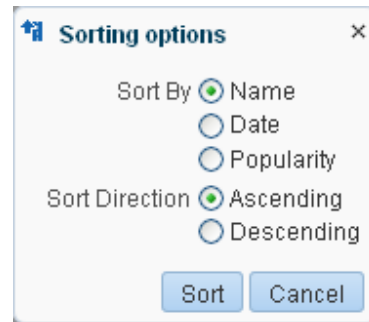 Sorting options
Sort By Name
Date
Popularity
Sort Direction Ascending
Descending
Sort Cancel